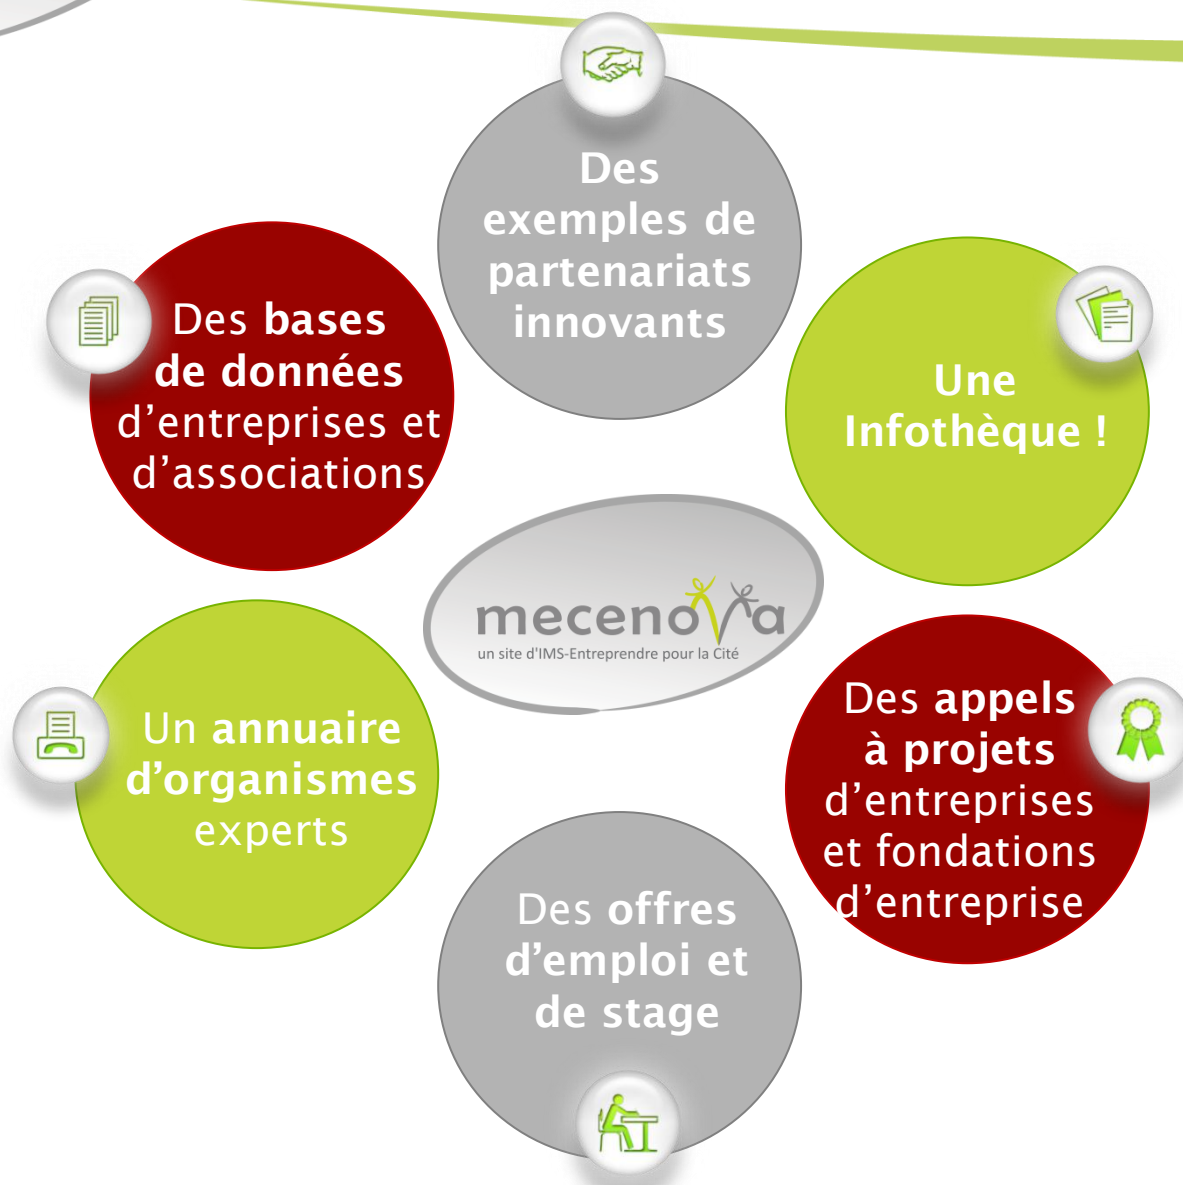 Des
exemples de
partenariats
innovants
Des bases
de données
d’entreprises et
d’associations
Une
Infothèque !
mecenova
un site d'IMS-Entreprendre pour la Cité
Un annuaire
d’organismes
experts
Des appels
à projets
d’entreprises
et fondations
d’entreprise
Des offres
d’emploi et
de stage